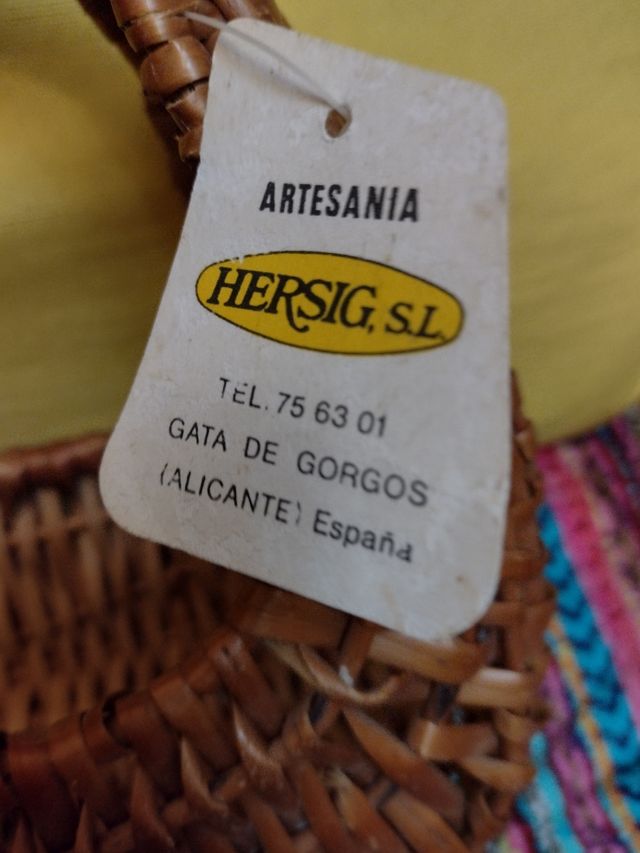 ARTESANIA
HERSIG, S.L.
TEL. 75 63 01
GATA DE GORGOS
(ALICANTE) España